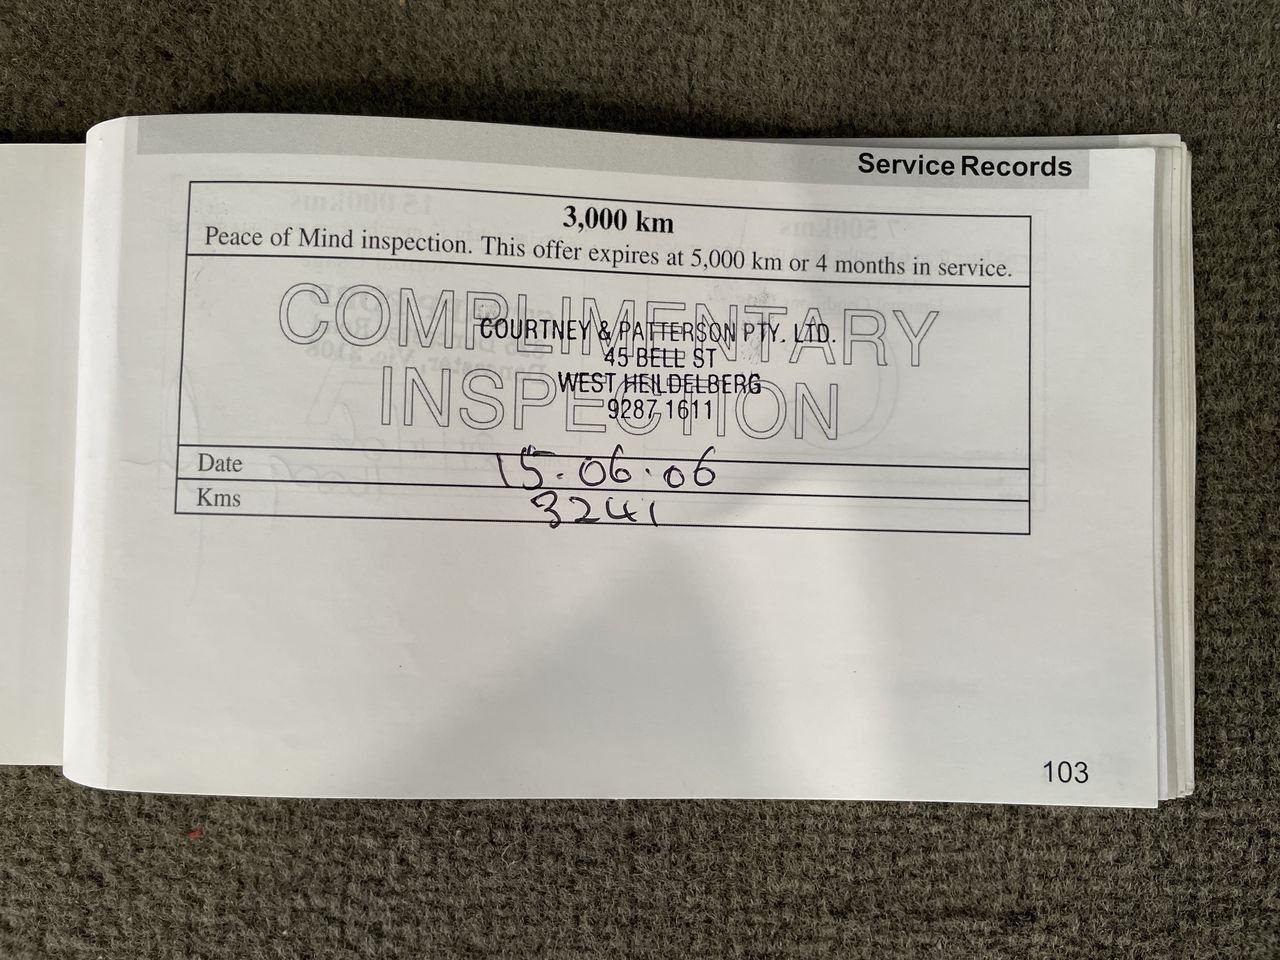 Service Records
3,000 km
Peace of Mind inspection. This offer expires at 5,000 km or 4 months in service.
COMPLIMENTARY
INSPECTION
COURTNEY & PATTERSON PTY. LTD.
45 BELL ST
WEST HEILDELBERG
9287 1611
Date 15.06.06
Kms 3241
103